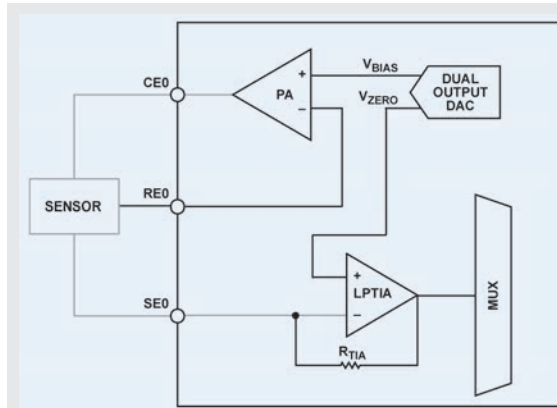 CE0
PA
+
−
V_BIAS
V_ZERO
DUAL
OUTPUT
DAC
SENSOR
RE0
SE0
+
−
LPTIA
R_TIA
MUX